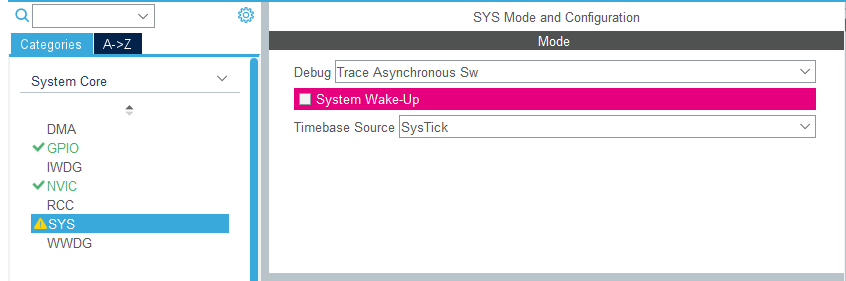 Categories
A->Z
System Core
DMA
GPIO
IWDG
NVIC
RCC
SYS
WWDG
SYS Mode and Configuration
Mode
Debug Trace Asynchronous Sw
System Wake-Up
Timebase Source SysTick